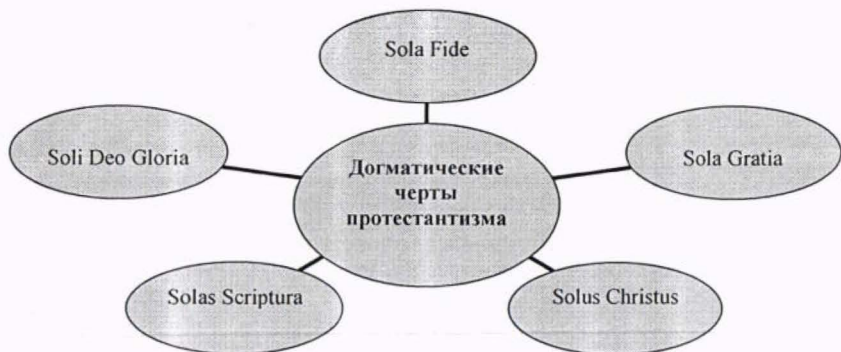 Sola Fide
Soli Deo Gloria
Sola Gratia
Догматические
черты
протестантизма
Solas Scriptura
Solus Christus